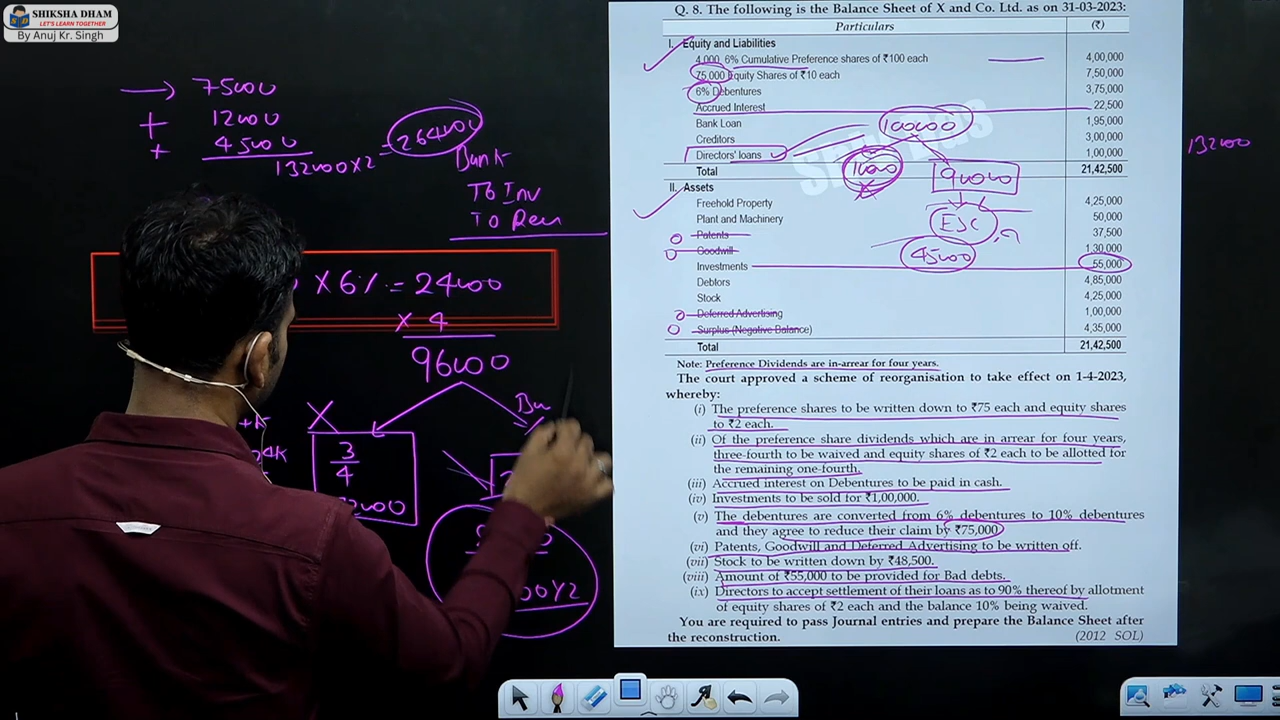 SHIKSHA DHAM
LET'S LEARN TOGETHER
By Anuj Kr. Singh
→ 75000
+ 12000
+ 45000
132000x2 = 264000
Bank
To Inv
To Ren
X 6% = 24000
X 4
96000
3
4
132000
Q. 8. The following is the Balance Sheet of X and Co. Ltd. as on 31-03-2023:
Particulars (₹)
I. Equity and Liabilities
4,000, 6% Cumulative Preference shares of ₹100 each 4,00,000
75,000 Equity Shares of ₹10 each 7,50,000
6% Debentures 3,75,000
Accrued Interest 22,500
Bank Loan 1,95,000
Creditors 3,00,000
Directors' loans 1,00,000
Total 21,42,500
II. Assets
Freehold Property 4,25,000
Plant and Machinery 50,000
Patents 37,500
Goodwill 1,30,000
Investments 55,000
Debtors 4,85,000
Stock 4,25,000
Deferred Advertising 1,00,000
Surplus (Negative Balance) 4,35,000
Total 21,42,500
100000
10000
90000
ESC
45000
Note: Preference Dividends are in-arrear for four years.
The court approved a scheme of reorganisation to take effect on 1-4-2023,
whereby:
(i) The preference shares to be written down to ₹75 each and equity shares
to ₹2 each.
(ii) Of the preference share dividends which are in arrear for four years,
three-fourth to be waived and equity shares of ₹2 each to be allotted for
the remaining one-fourth.
(iii) Accrued interest on Debentures to be paid in cash.
(iv) Investments to be sold for ₹1,00,000.
(v) The debentures are converted from 6% debentures to 10% debentures
and they agree to reduce their claim by ₹75,000
(vi) Patents, Goodwill and Deferred Advertising to be written off.
(vii) Stock to be written down by ₹48,500.
(viii) Amount of ₹55,000 to be provided for Bad debts.
(ix) Directors to accept settlement of their loans as to 90% thereof by allotment
of equity shares of ₹2 each and the balance 10% being waived.
You are required to pass Journal entries and prepare the Balance Sheet after
the reconstruction. (2012 SOL)